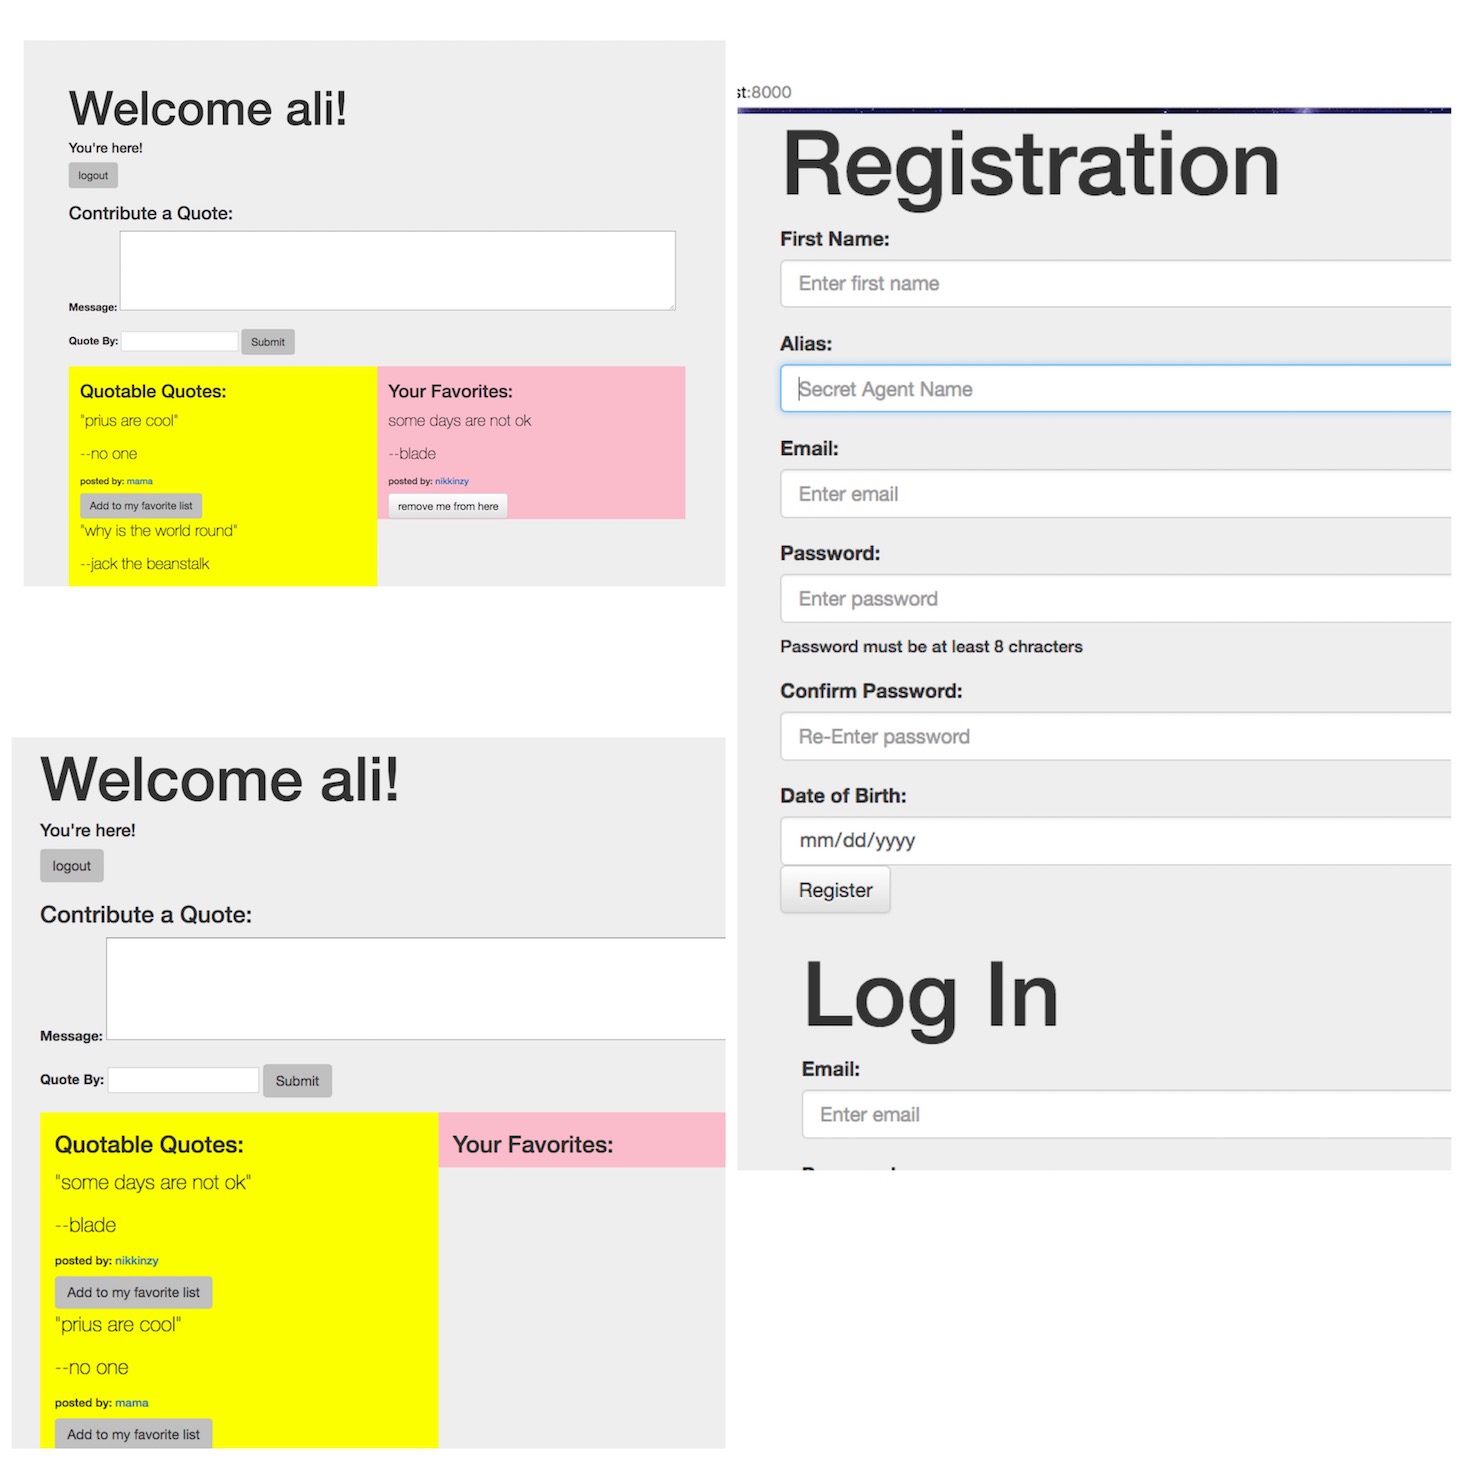 Welcome ali!
You're here!
logout
Contribute a Quote:
Message:
Quote By:
Submit
Quotable Quotes:
"prius are cool"
--no one
posted by: mama
Add to my favorite list
"why is the world round"
--jack the beanstalk
Your Favorites:
some days are not ok
--blade
posted by: nikkinzy
remove me from here
st:8000
Registration
First Name:
Enter first name
Alias:
Secret Agent Name
Email:
Enter email
Password:
Enter password
Password must be at least 8 chracters
Confirm Password:
Re-Enter password
Date of Birth:
mm/dd/yyyy
Register
Log In
Email:
Enter email
Welcome ali!
You're here!
logout
Contribute a Quote:
Message:
Quote By:
Submit
Quotable Quotes:
"some days are not ok"
--blade
posted by: nikkinzy
Add to my favorite list
"prius are cool"
--no one
posted by: mama
Add to my favorite list
Your Favorites: